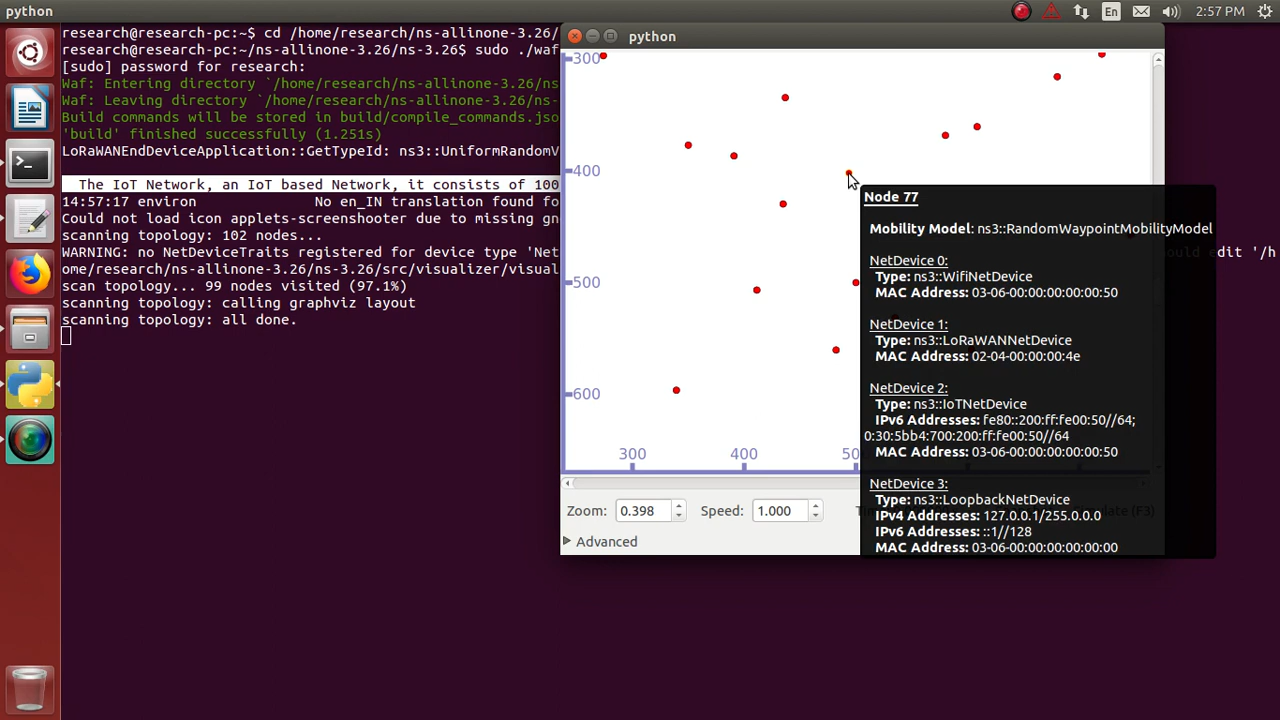 python
En
2:57 PM
research@research-pc:~$ cd /home/research/ns-allinone-3.26/
research@research-pc:~/ns-allinone-3.26/ns-allinone-3.26$ sudo ./waf
[sudo] password for research:
Waf: Entering directory `/home/research/ns-allinone-3.26/ns
Waf: Leaving directory `/home/research/ns-allinone-3.26/ns-
Build commands will be stored in build/compile_commands.jso
'build' finished successfully (1.251s)
LoRaWANEndDeviceApplication::GetTypeId: ns3::UniformRandomV
The IoT Network, an IoT based Network, it consists of 100
14:57:17 environ No en_IN translation found fo
Could not load icon applets-screenshooter due to missing gn
scanning topology: 102 nodes...
WARNING: no NetDeviceTraits registered for device type 'Net
ould edit '/h
ome/research/ns-allinone-3.26/ns-3.26/src/visualizer/visual
scan topology... 99 nodes visited (97.1%)
scanning topology: calling graphviz layout
scanning topology: all done.
python
300
400
500
600
300
400
50
Node 77
Mobility Model: ns3::RandomWaypointMobilityModel
NetDevice 0:
Type: ns3::WifiNetDevice
MAC Address: 03-06-00:00:00:00:00:50
NetDevice 1:
Type: ns3::LoRaWANNetDevice
MAC Address: 02-04-00:00:00:4e
NetDevice 2:
Type: ns3::IoTNetDevice
IPv6 Addresses: fe80::200:ff:fe00:50//64;
0:30:5bb4:700:200:ff:fe00:50//64
MAC Address: 03-06-00:00:00:00:00:50
NetDevice 3:
Type: ns3::LoopbackNetDevice
IPv4 Addresses: 127.0.0.1/255.0.0.0
IPv6 Addresses: ::1//128
MAC Address: 03-06-00:00:00:00:00:00
Zoom: 0.398 Speed: 1.000
Advanced